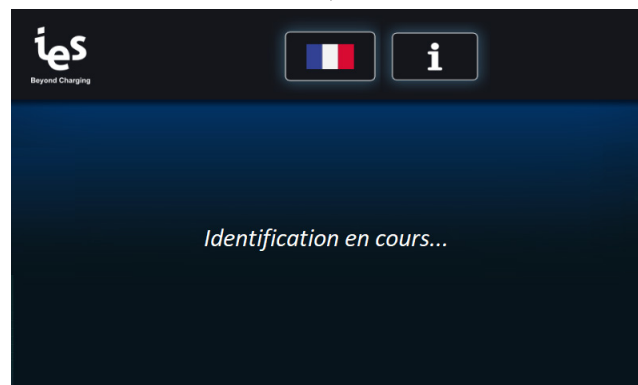 ies
Beyond Charging
i
Identification en cours...